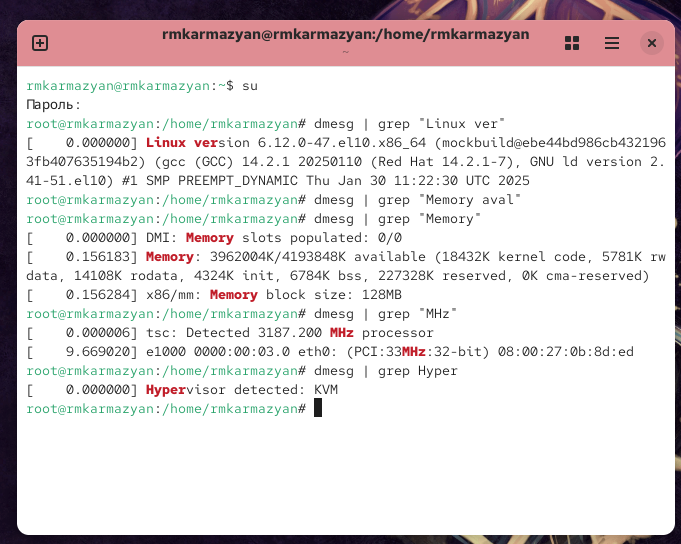 rmkarmazyan@rmkarmazyan:/home/rmkarmazyan
~
rmkarmazyan@rmkarmazyan:~$ su
Пароль:
root@rmkarmazyan:/home/rmkarmazyan# dmesg | grep "Linux ver"
[    0.000000] Linux version 6.12.0-47.el10.x86_64 (mockbuild@ebe44bd986cb432196
3fb407635194b2) (gcc (GCC) 14.2.1 20250110 (Red Hat 14.2.1-7), GNU ld version 2.
41-51.el10) #1 SMP PREEMPT_DYNAMIC Thu Jan 30 11:22:30 UTC 2025
root@rmkarmazyan:/home/rmkarmazyan# dmesg | grep "Memory aval"
root@rmkarmazyan:/home/rmkarmazyan# dmesg | grep "Memory"
[    0.000000] DMI: Memory slots populated: 0/0
[    0.156183] Memory: 3962004K/4193848K available (18432K kernel code, 5781K rw
data, 14108K rodata, 4324K init, 6784K bss, 227328K reserved, 0K cma-reserved)
[    0.156284] x86/mm: Memory block size: 128MB
root@rmkarmazyan:/home/rmkarmazyan# dmesg | grep "MHz"
[    0.000006] tsc: Detected 3187.200 MHz processor
[    9.669020] e1000 0000:00:03.0 eth0: (PCI:33MHz:32-bit) 08:00:27:0b:8d:ed
root@rmkarmazyan:/home/rmkarmazyan# dmesg | grep Hyper
[    0.000000] Hypervisor detected: KVM
root@rmkarmazyan:/home/rmkarmazyan#